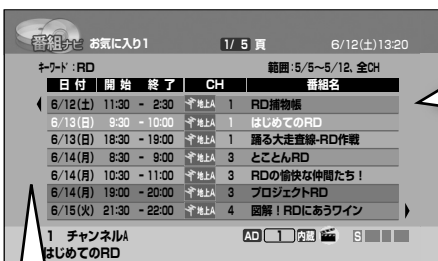 番組ナビ お気に入り1 1/ 5 頁 6/12(土)13:20
キーワード:RD 範囲:5/5～5/12、全CH
日 付 開 始 終 了 CH 番組名
6/12(土) 11:30 - 2:30 地上A 1 RD捕物帳
6/13(日) 9:30 - 10:00 地上A 1 はじめてのRD
6/13(日) 18:30 - 19:00 地上A 1 踊る大走査線-RD作戦
6/14(月) 8:30 - 9:00 地上A 3 とことんRD
6/14(月) 10:30 - 11:00 地上A 3 RDの愉快な仲間たち！
6/14(月) 19:00 - 20:00 地上A 3 プロジェクトRD
6/15(火) 21:30 - 22:00 地上A 4 図解！RDにあうワイン
1 チャンネルA AD 1 内蔵 S
はじめてのRD